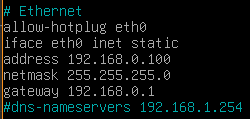 # Ethernet
allow-hotplug eth0
iface eth0 inet static
address 192.168.0.100
netmask 255.255.255.0
gateway 192.168.0.1
#dns-nameservers 192.168.1.254